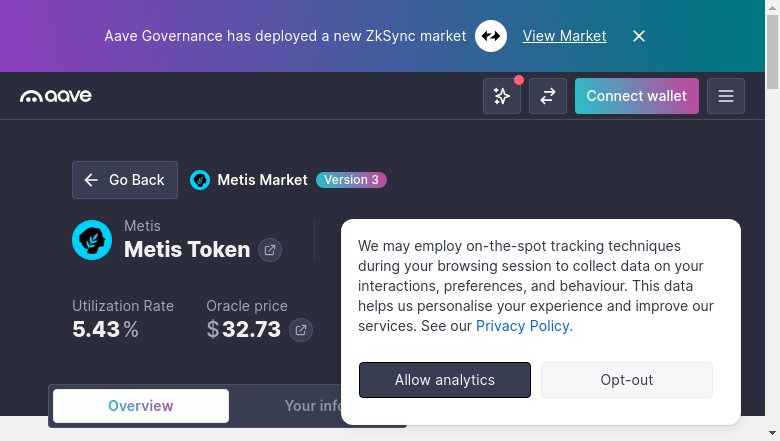 Aave Governance has deployed a new ZkSync market View Market
aave
Connect wallet
Go Back
Metis Market Version 3
Metis
Metis Token
Utilization Rate
5.43%
Oracle price
$32.73
We may employ on-the-spot tracking techniques
during your browsing session to collect data on your
interactions, preferences, and behaviour. This data
helps us personalise your experience and improve our
services. See our Privacy Policy.
Allow analytics
Opt-out
Overview
Your info